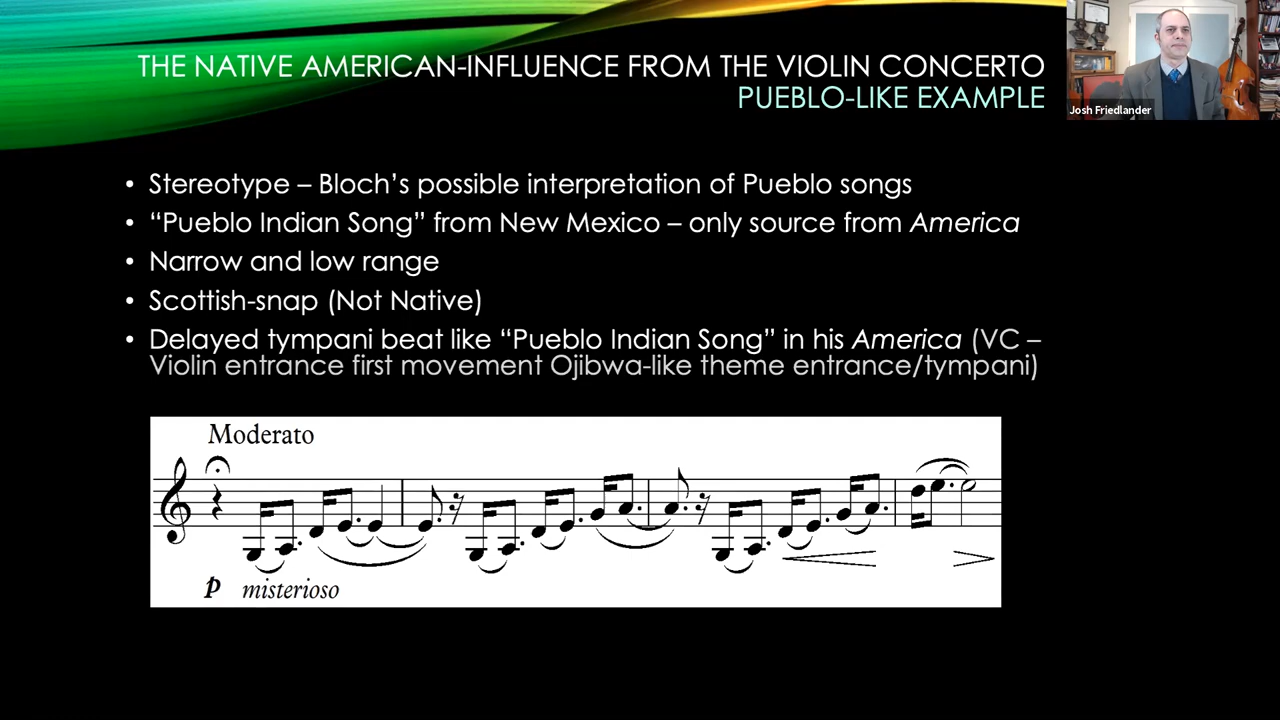 THE NATIVE AMERICAN-INFLUENCE FROM THE VIOLIN CONCERTO
PUEBLO-LIKE EXAMPLE
Josh Friedlander
• Stereotype – Bloch’s possible interpretation of Pueblo songs
• “Pueblo Indian Song” from New Mexico – only source from America
• Narrow and low range
• Scottish-snap (Not Native)
• Delayed tympani beat like “Pueblo Indian Song” in his America (VC –
Violin entrance first movement Ojibwa-like theme entrance/tympani)
Moderato
p misterioso